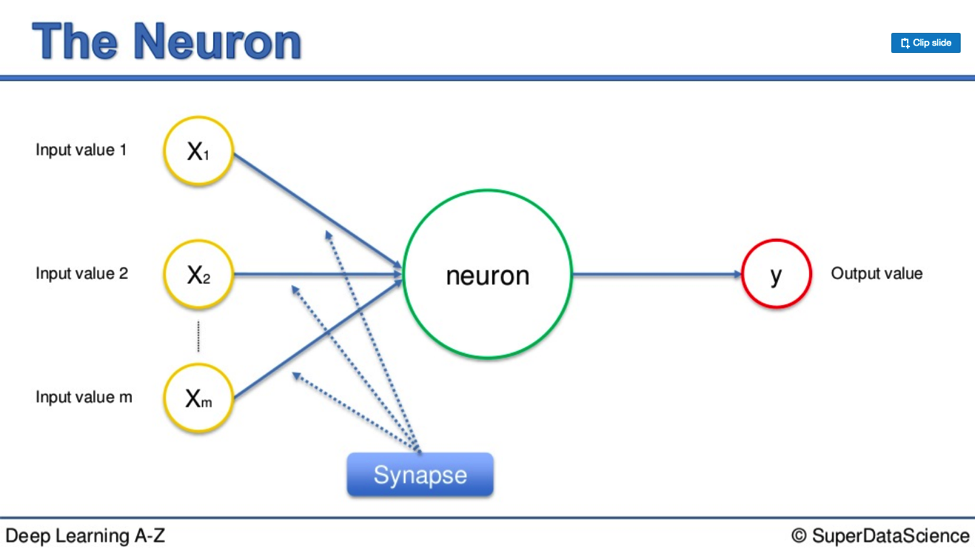 The Neuron
Clip slide
Input value 1
X1
Input value 2
X2
neuron
y
Output value
Input value m
Xm
Synapse
Deep Learning A-Z
© SuperDataScience